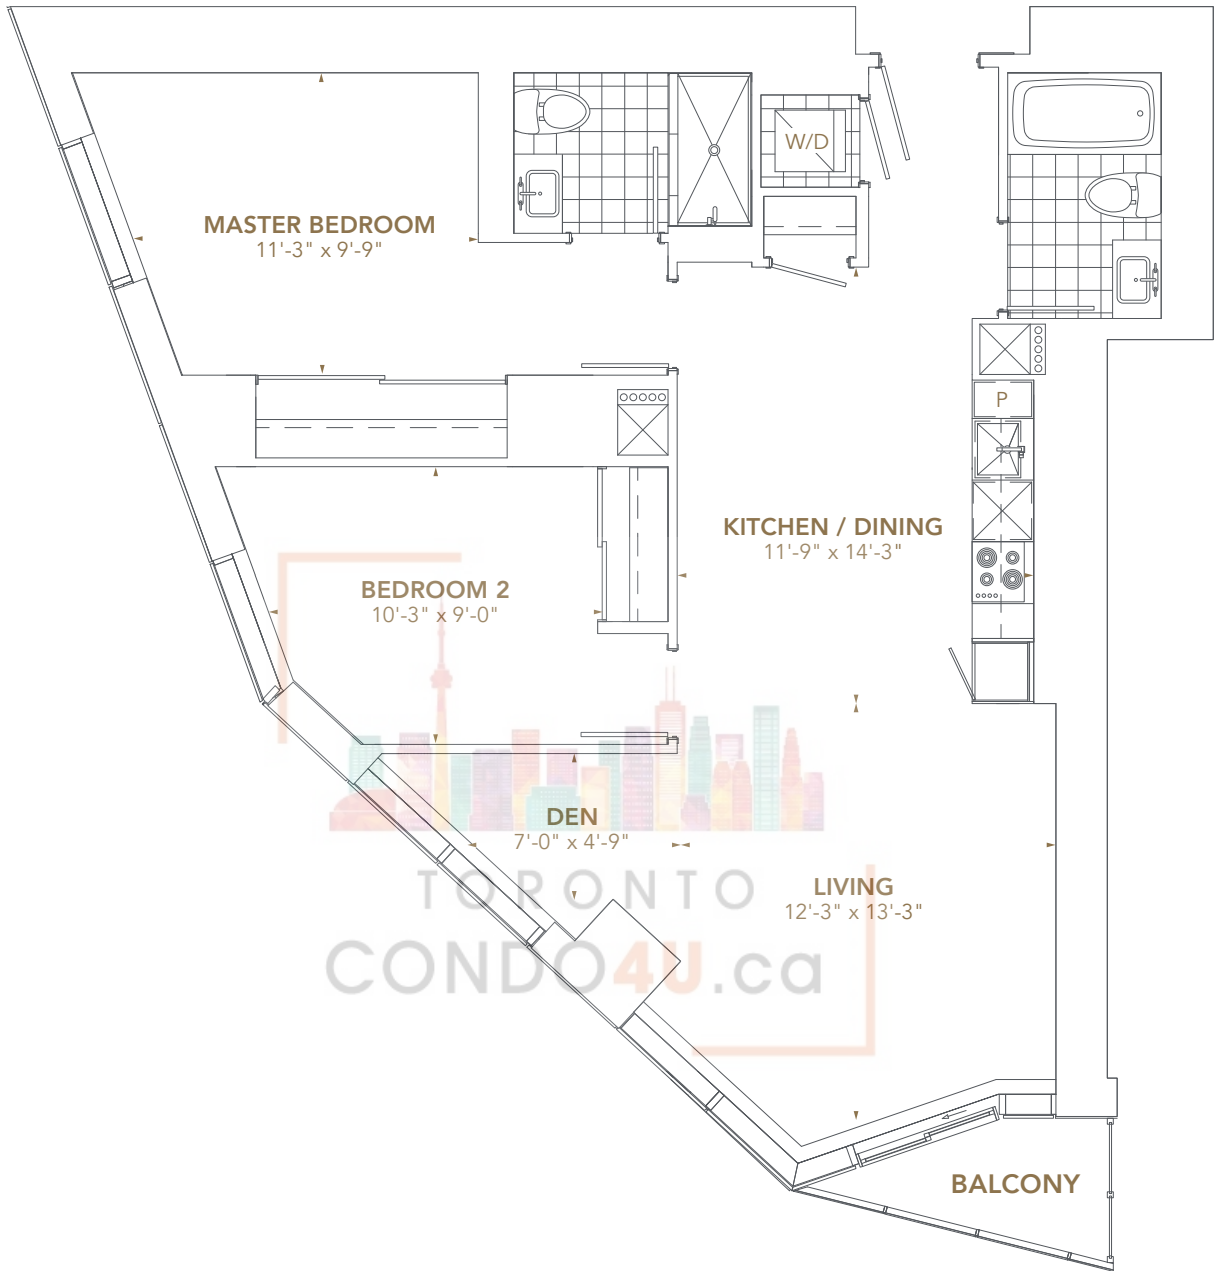 W/D
MASTER BEDROOM
11'-3" x 9'-9"
P
KITCHEN / DINING
11'-9" x 14'-3"
BEDROOM 2
10'-3" x 9'-0"
DEN
7'-0" x 4'-9"
LIVING
12'-3" x 13'-3"
TORONTO
CONDO4U.ca
BALCONY